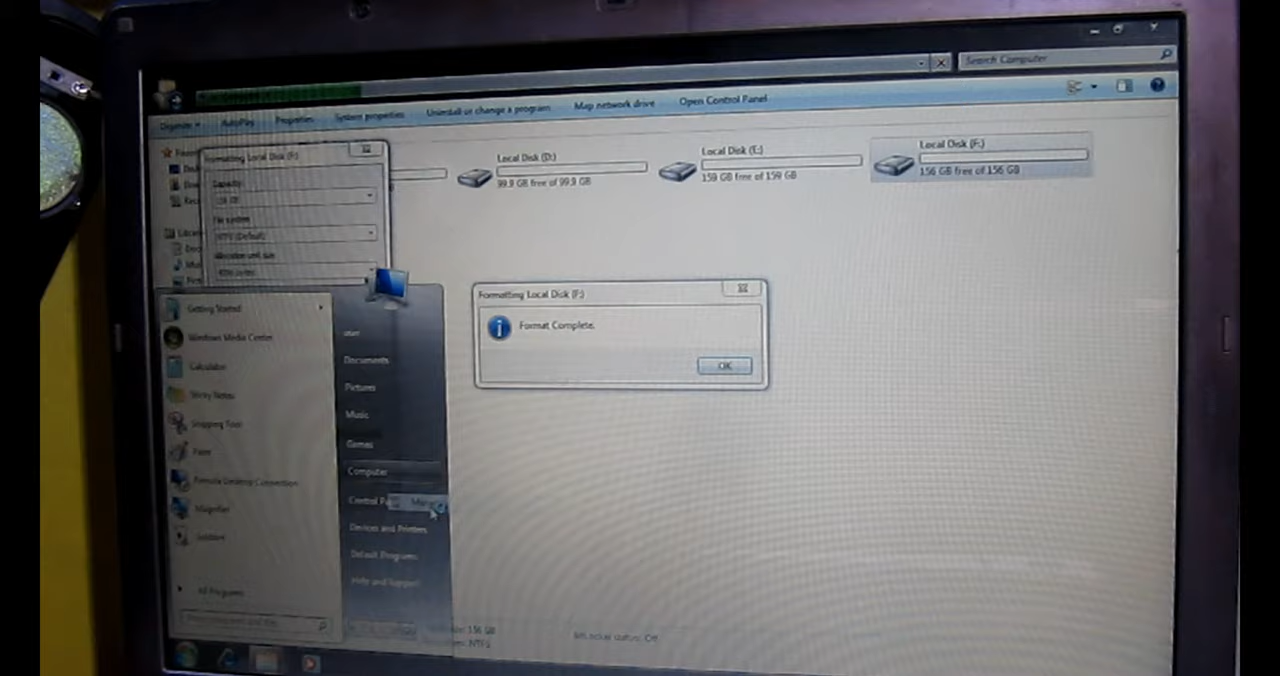 Search Computer
Organize AutoPlay Properties System properties Uninstall or change a program Map network drive Open Control Panel
Formatting Local Disk (F:)
Capacity:
File system
NTFS (Default)
Allocation unit size
4096 bytes
Local Disk (D:)
99.9 GB free of 99.9 GB
Local Disk (E:)
159 GB free of 159 GB
Local Disk (F:)
156 GB free of 156 GB
Formatting Local Disk (F:)
Format Complete.
OK
Getting Started
Windows Media Center
Calculator
Sticky Notes
Snipping Tool
Paint
Remote Desktop Connection
Magnifier
Solitaire
All Programs
user
Documents
Pictures
Music
Games
Computer
Control
Devices and Printers
Default Programs
Help and Support
156 GB
NTFS
BitLocker status: Off